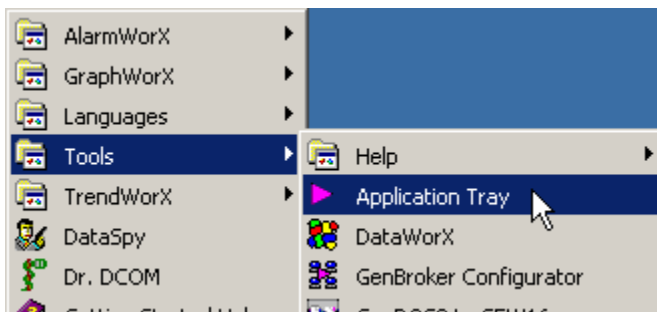 AlarmWorX
GraphWorX
Languages
Tools
TrendWorX
DataSpy
Dr. DCOM
Help
Application Tray
DataWorX
GenBroker Configurator